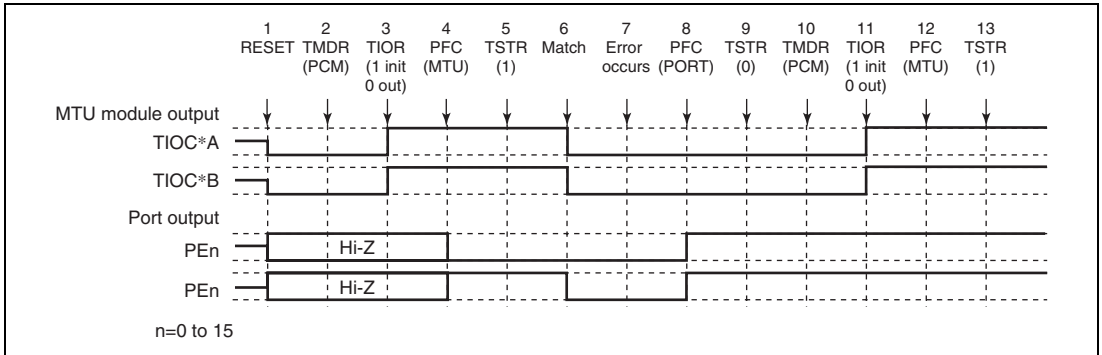 1 2 3 4 5 6 7 8 9 10 11 12 13
RESET TMDR TIOR PFC TSTR Match Error PFC TSTR TMDR TIOR PFC TSTR
(PCM) (1 init (MTU) (1) occurs (PORT) (0) (PCM) (1 init (MTU) (1)
0 out) 0 out)
MTU module output
TIOC*A
TIOC*B
Port output
PEn Hi-Z
PEn Hi-Z
n=0 to 15